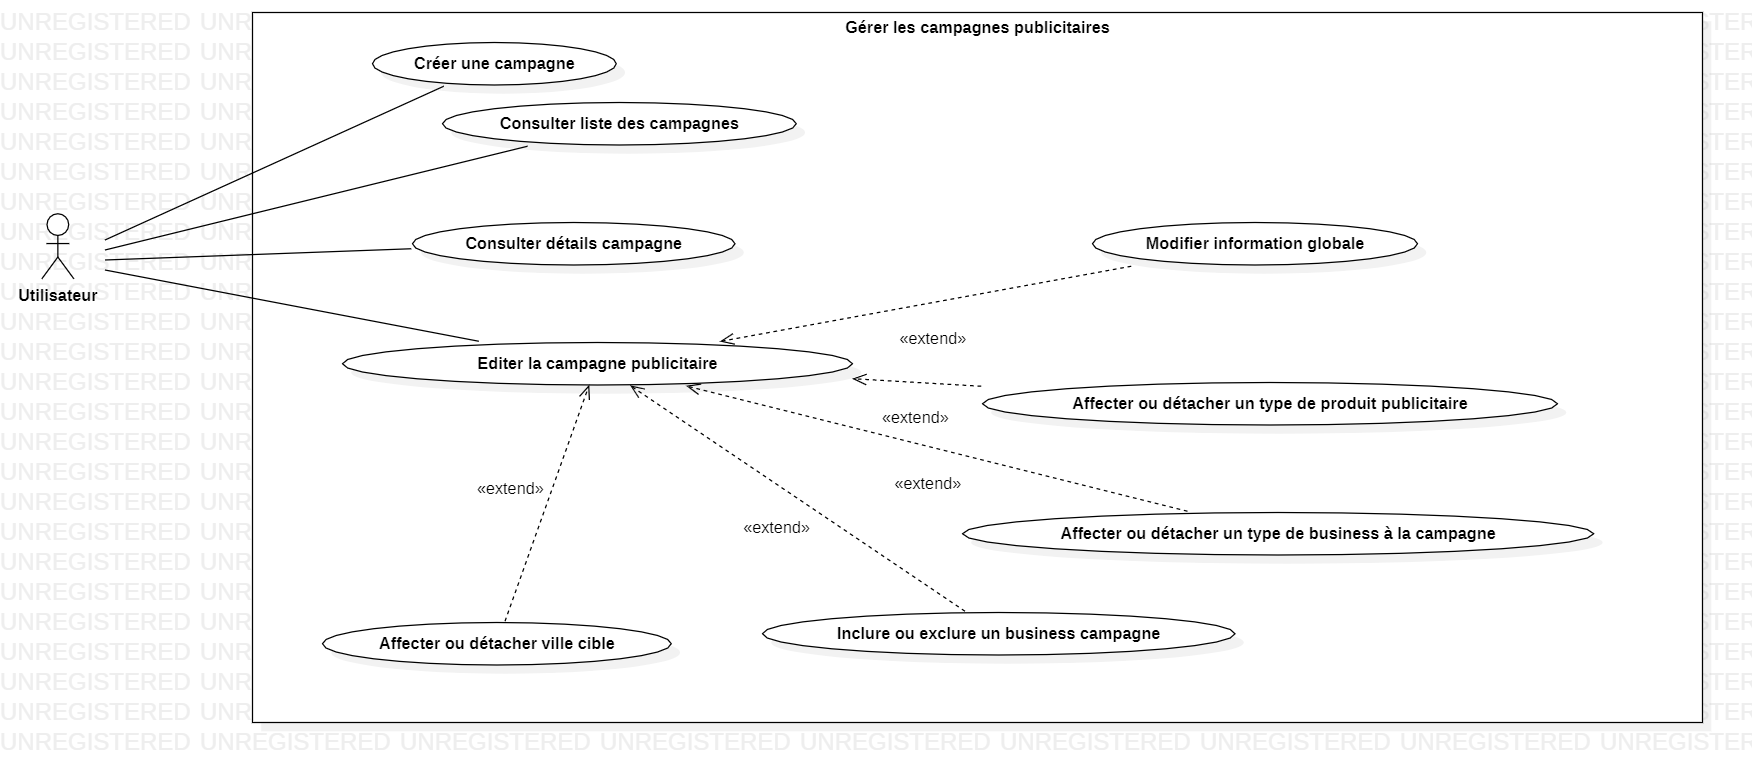 Gérer les campagnes publicitaires
Créer une campagne
Consulter liste des campagnes
Consulter détails campagne
Modifier information globale
Utilisateur
«extend»
Editer la campagne publicitaire
Affecter ou détacher un type de produit publicitaire
«extend»
«extend»
«extend»
«extend»
Affecter ou détacher un type de business à la campagne
Inclure ou exclure un business campagne
Affecter ou détacher ville cible
UNREGISTERED UNREGISTERED UNREGISTERED UNREGISTERED UNREGISTERED UNREGISTERED UNREGISTERED UNREGISTERED UNREGISTER